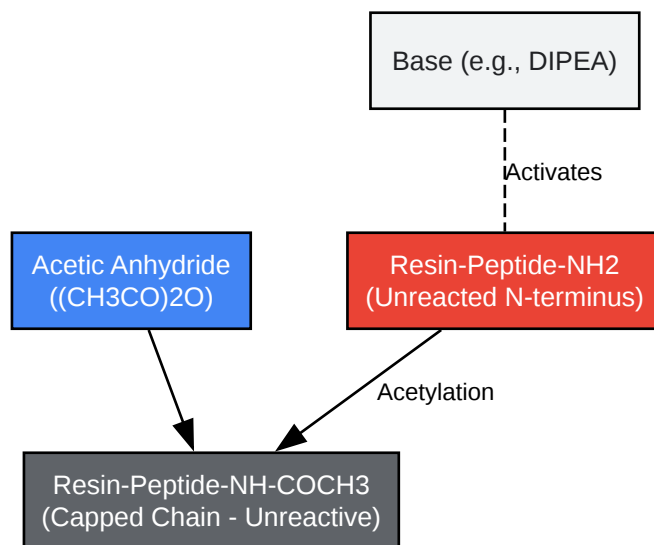 Base (e.g., DIPEA)
Activates
Acetic Anhydride
((CH3CO)2O)
Resin-Peptide-NH2
(Unreacted N-terminus)
Acetylation
Resin-Peptide-NH-COCH3
(Capped Chain - Unreactive)